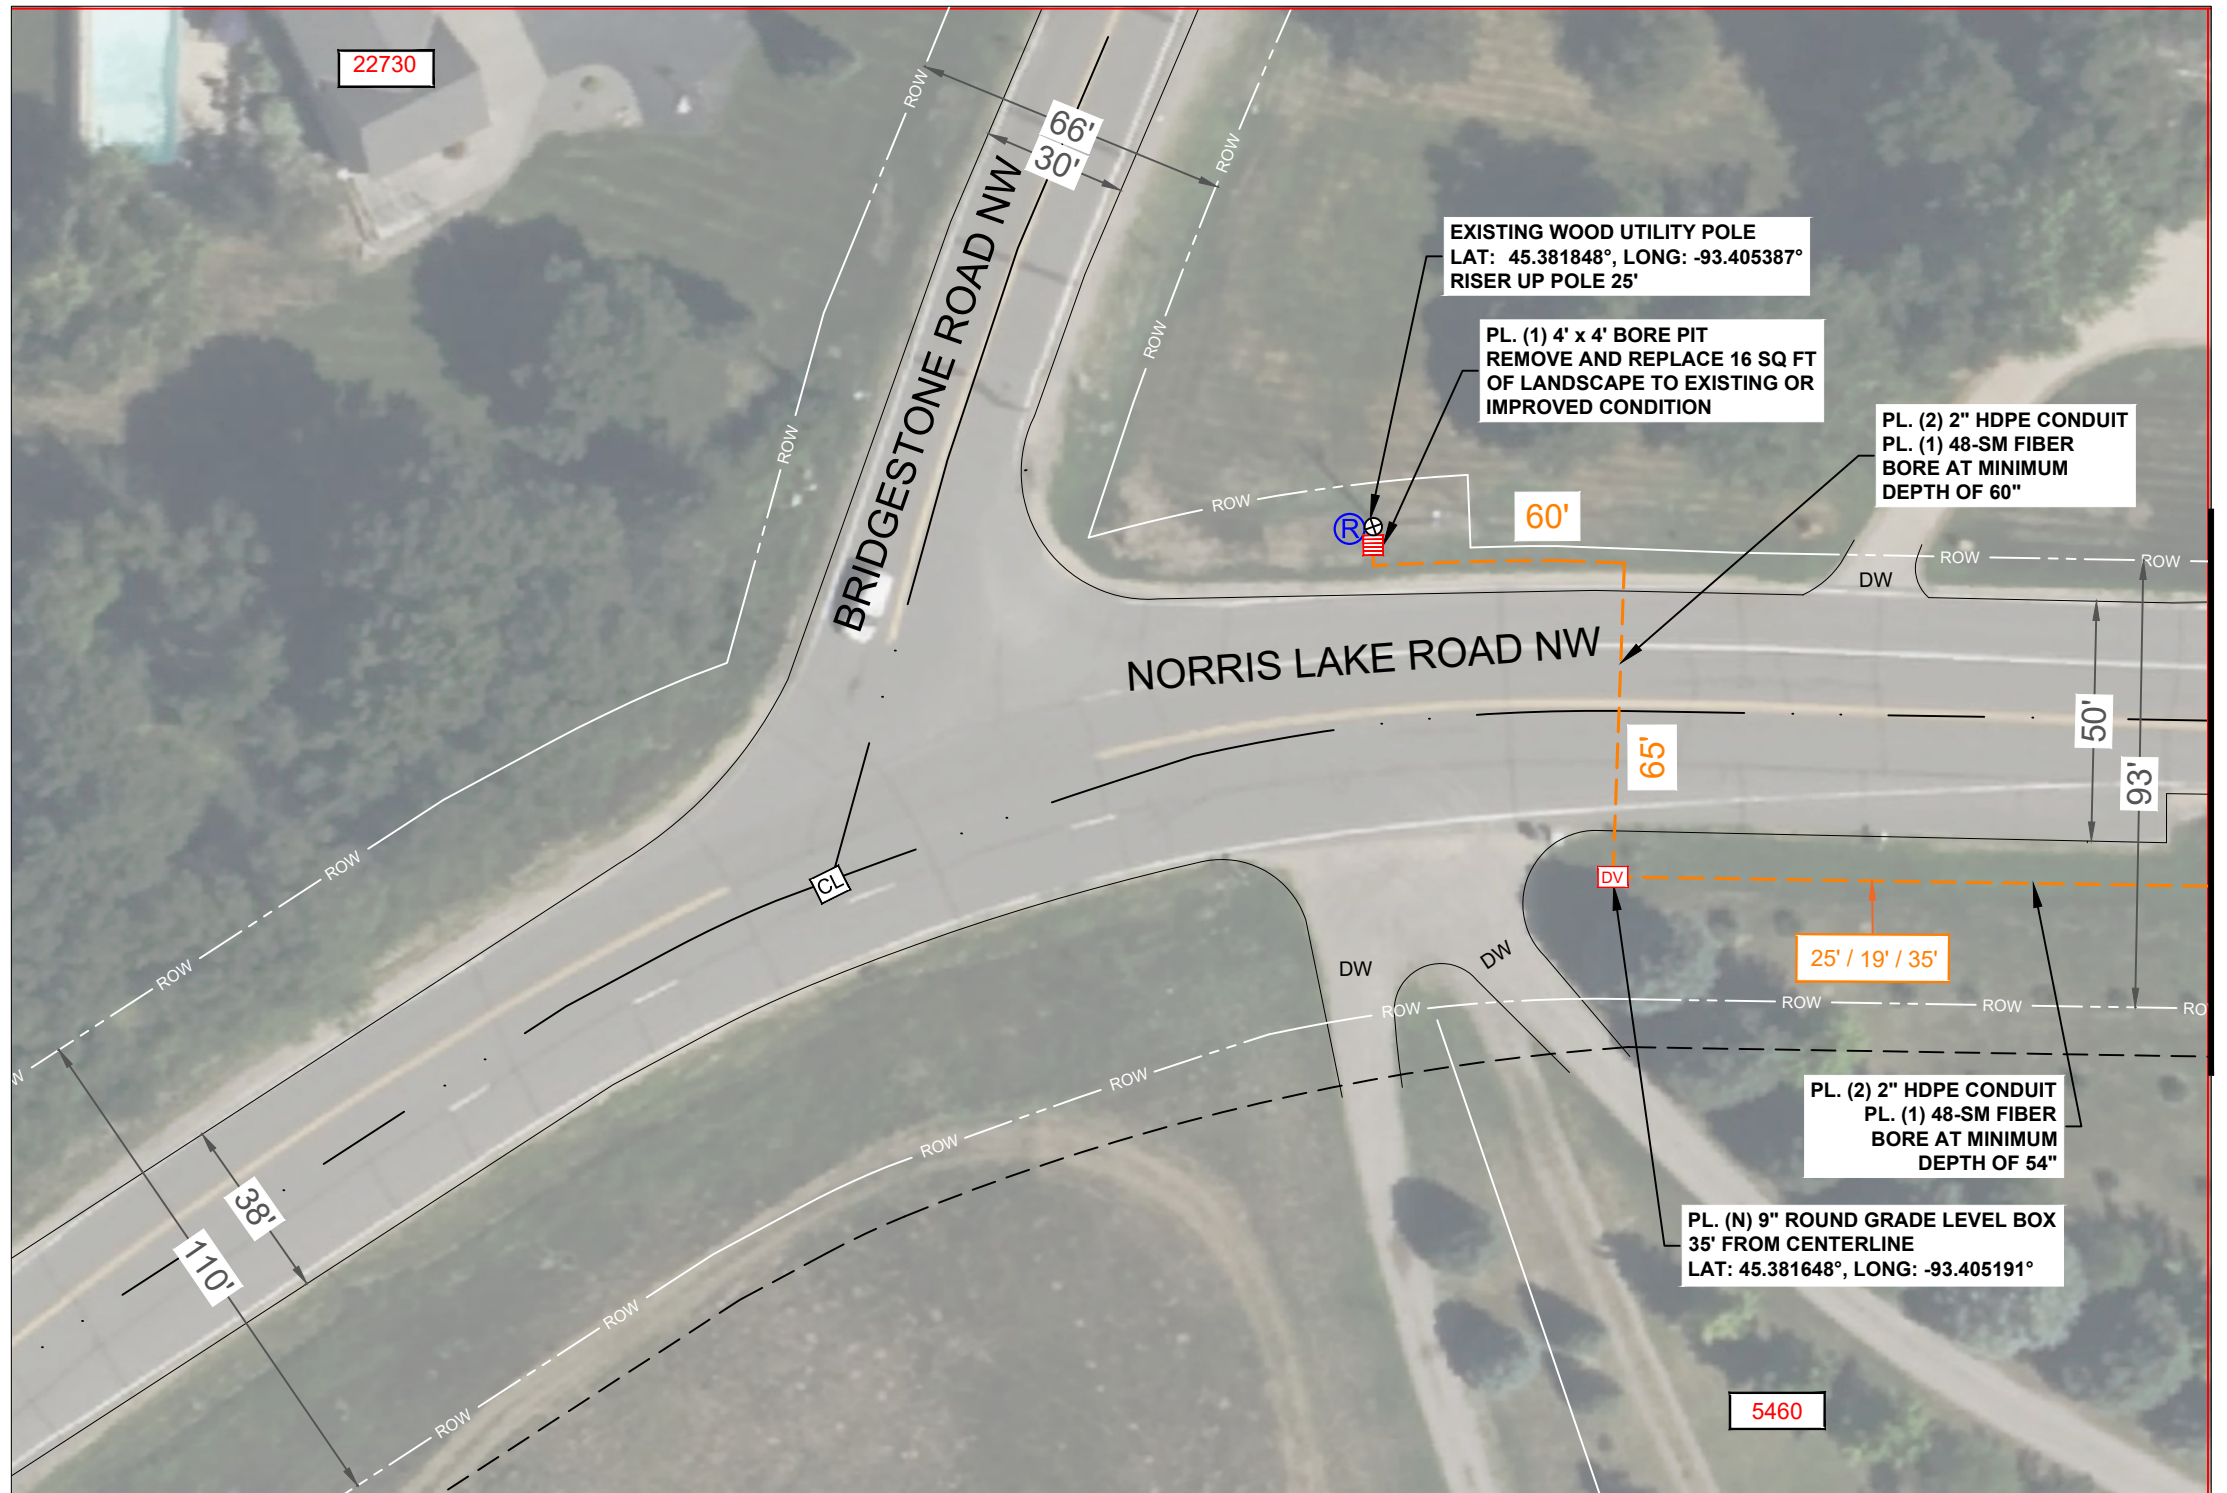 22730
ROW
66'
30'
ROW
BRIDGESTONE ROAD NW
EXISTING WOOD UTILITY POLE
LAT: 45.381848°, LONG: -93.405387°
RISER UP POLE 25'
ROW
PL. (1) 4' x 4' BORE PIT
REMOVE AND REPLACE 16 SQ FT
OF LANDSCAPE TO EXISTING OR
IMPROVED CONDITION
PL. (2) 2" HDPE CONDUIT
PL. (1) 48-SM FIBER
BORE AT MINIMUM
DEPTH OF 60"
ROW
ROW
60'
R
ROW
ROW
DW
NORRIS LAKE ROAD NW
50'
65'
93'
ROW
CL
DV
25' / 19' / 35'
DW
DW
ROW
ROW
ROW
ROW
RO
W
ROW
ROW
PL. (2) 2" HDPE CONDUIT
PL. (1) 48-SM FIBER
BORE AT MINIMUM
DEPTH OF 54"
38'
110'
PL. (N) 9" ROUND GRADE LEVEL BOX
35' FROM CENTERLINE
LAT: 45.381648°, LONG: -93.405191°
ROW
ROW
5460